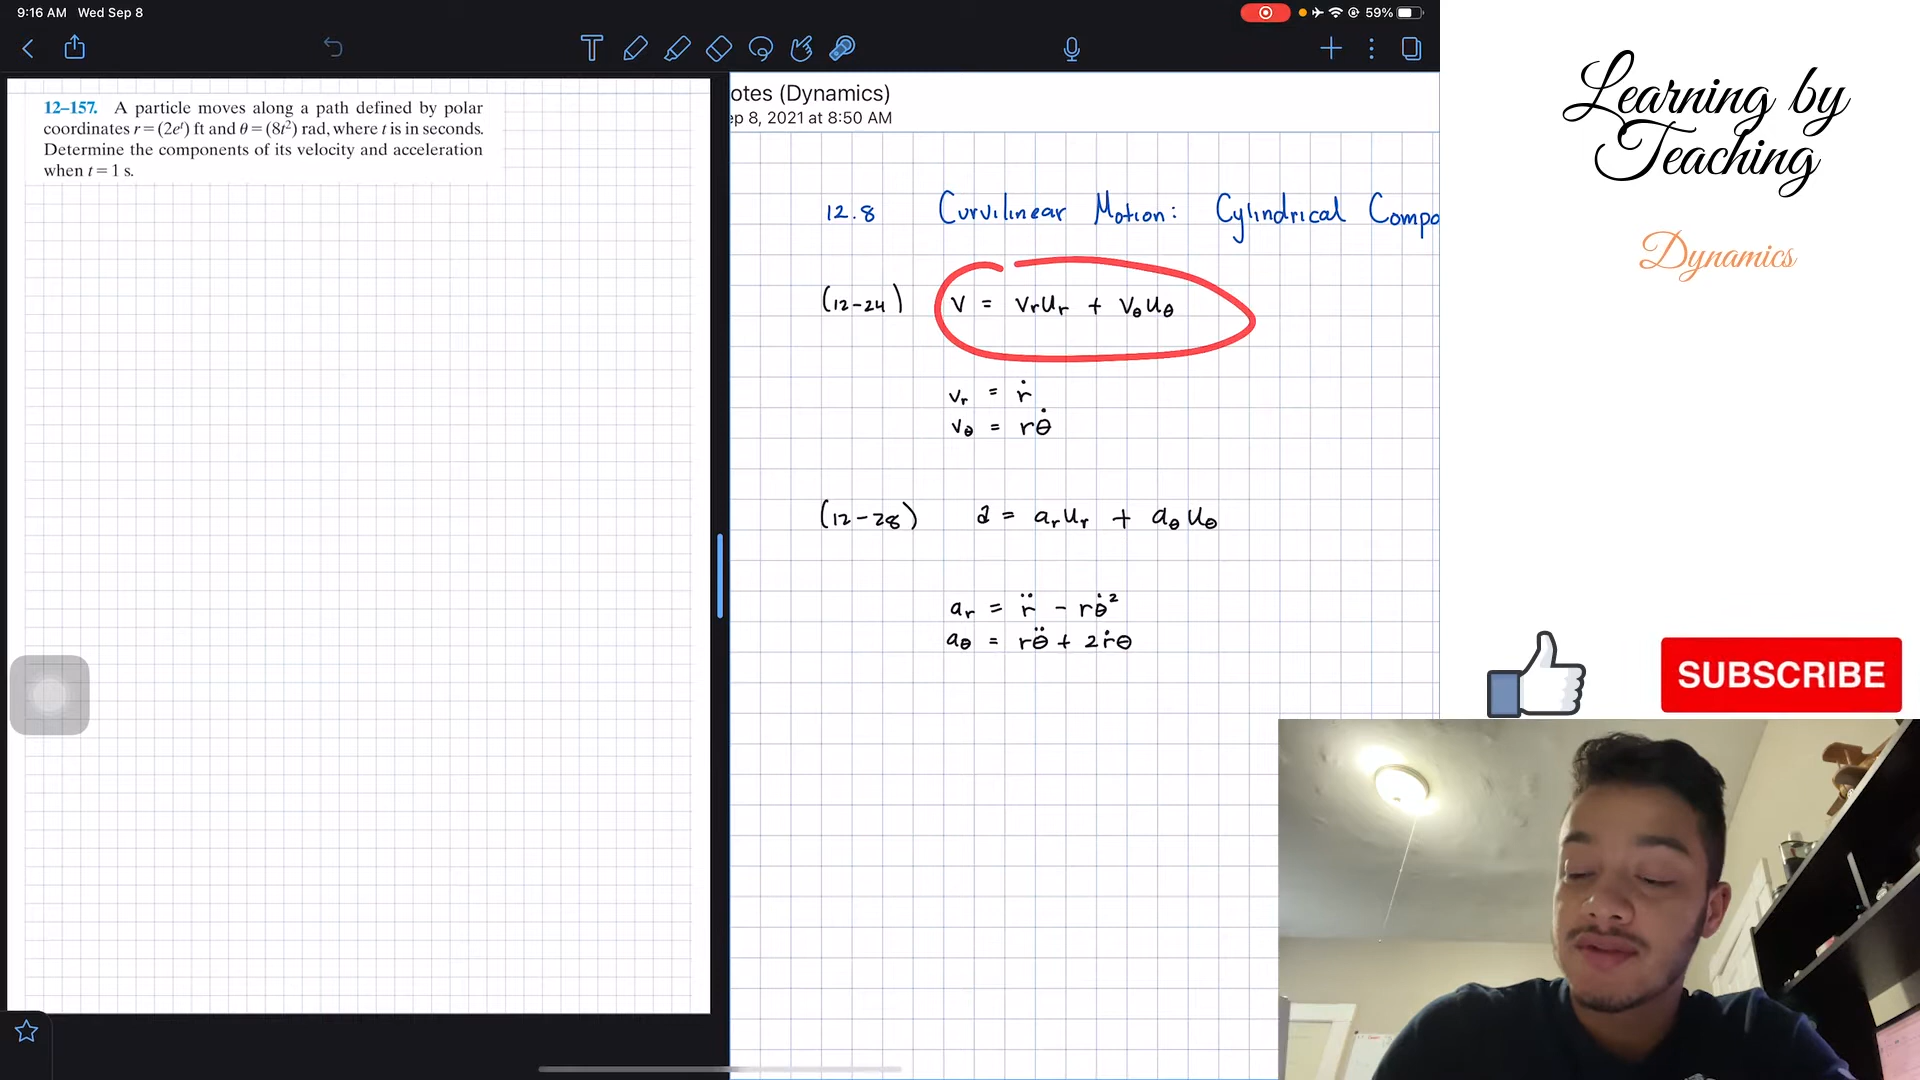 9:16 AM Wed Sep 8
59%
12–157. A particle moves along a path defined by polar
coordinates r = (2eᵗ) ft and θ = (8t²) rad, where t is in seconds.
Determine the components of its velocity and acceleration
when t = 1 s.
otes (Dynamics)
ep 8, 2021 at 8:50 AM
12.8 Curvilinear Motion: Cylindrical Compo
(12-24) v = vᵣuᵣ + v_θu_θ
vᵣ = ṙ
v_θ = rθ̇
(12-28) a = aᵣuᵣ + a_θu_θ
aᵣ = r̈ - rθ̇²
a_θ = rθ̈ + 2ṙθ
Learning by
Teaching
Dynamics
SUBSCRIBE